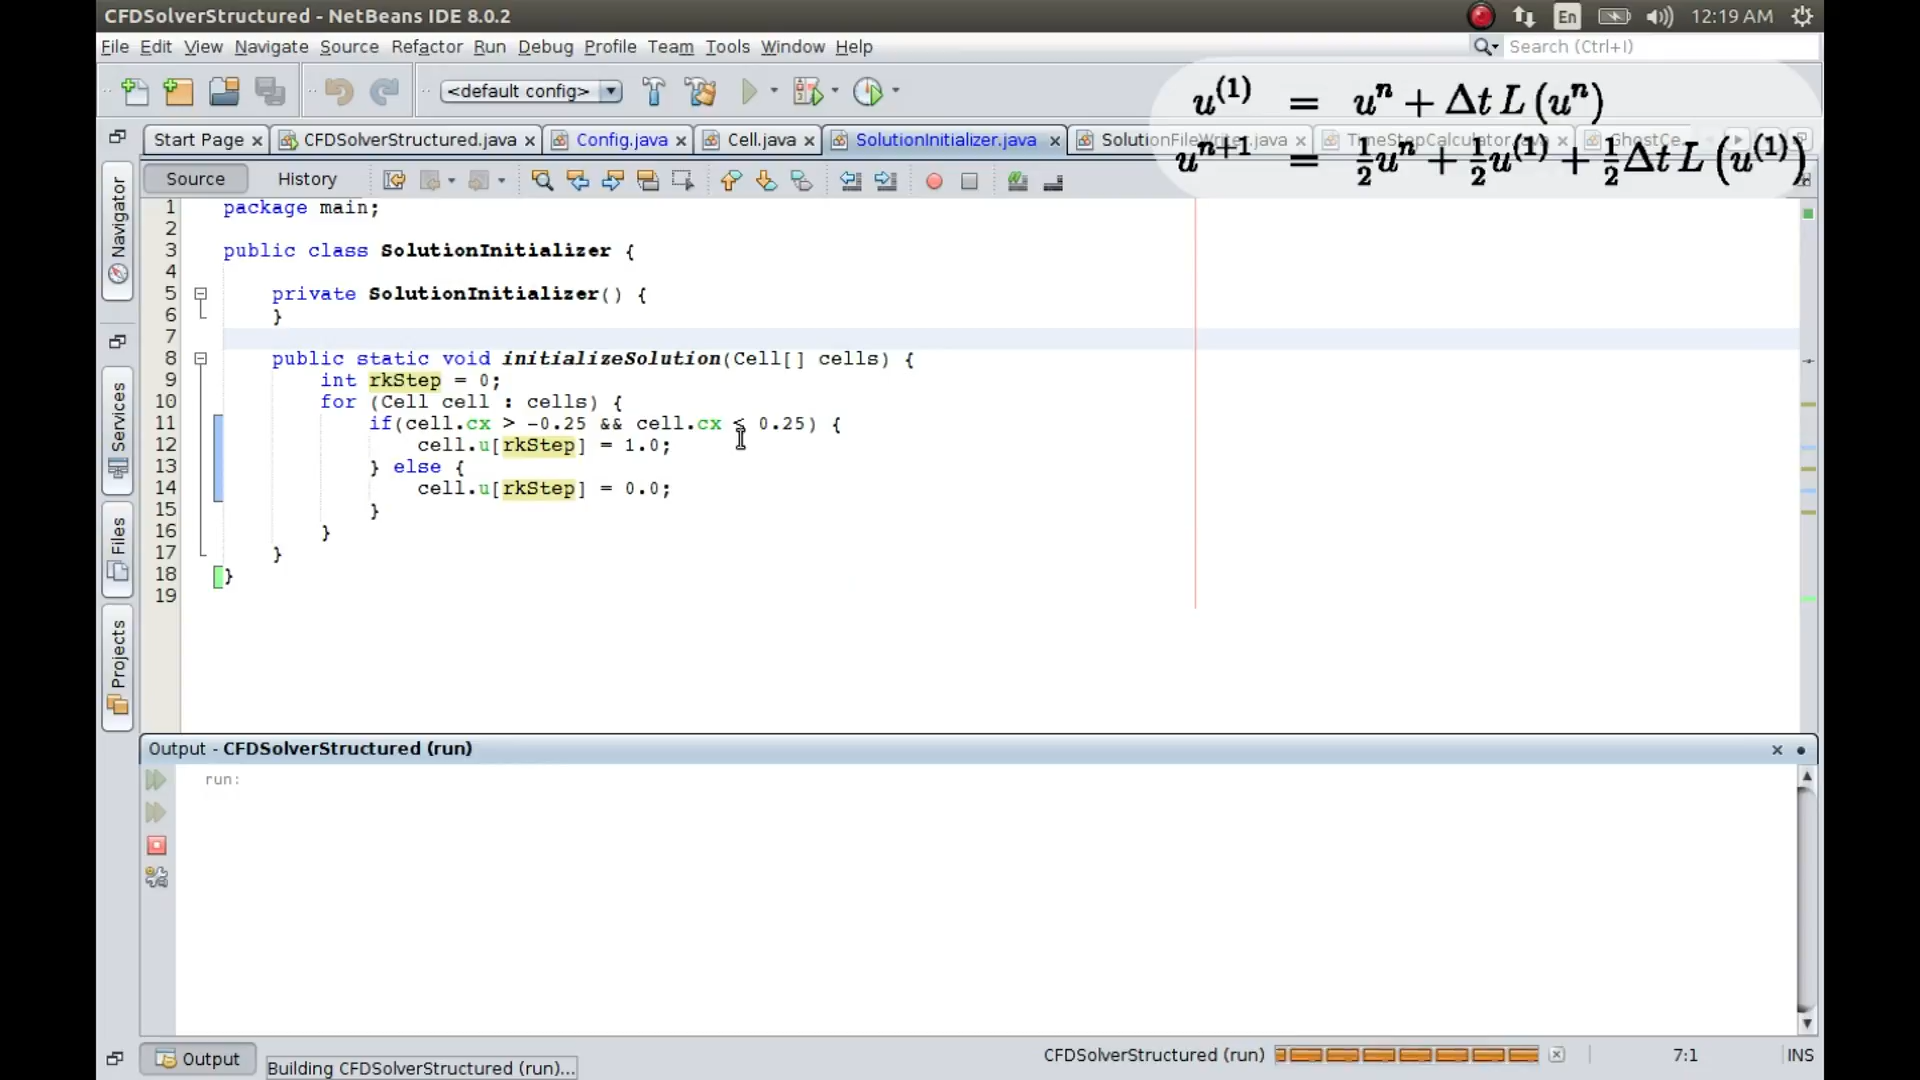 CFDSolverStructured - NetBeans IDE 8.0.2
En
12:19 AM
File Edit View Navigate Source Refactor Run Debug Profile Team Tools Window Help
Search (Ctrl+I)
<default config>
u^(1) = u^n + Δt L (u^n)
u^n+1 = 1/2 u^n + 1/2 u^(1) + 1/2 Δt L (u^(1))
Start Page CFDSolverStructured.java Config.java Cell.java SolutionInitializer.java SolutionFileWriter.java TimeStepCalculator.java GhostCe
Source History
Navigator
Services
Files
Projects
1 package main;
2
3 public class SolutionInitializer {
4
5 private SolutionInitializer() {
6 }
7
8 public static void initializeSolution(Cell[] cells) {
9 int rkStep = 0;
10 for (Cell cell : cells) {
11 if(cell.cx > -0.25 && cell.cx < 0.25) {
12 cell.u[rkStep] = 1.0;
13 } else {
14 cell.u[rkStep] = 0.0;
15 }
16 }
17 }
18 }
19
Output - CFDSolverStructured (run)
run:
Output
Building CFDSolverStructured (run)...
CFDSolverStructured (run)
7:1
INS